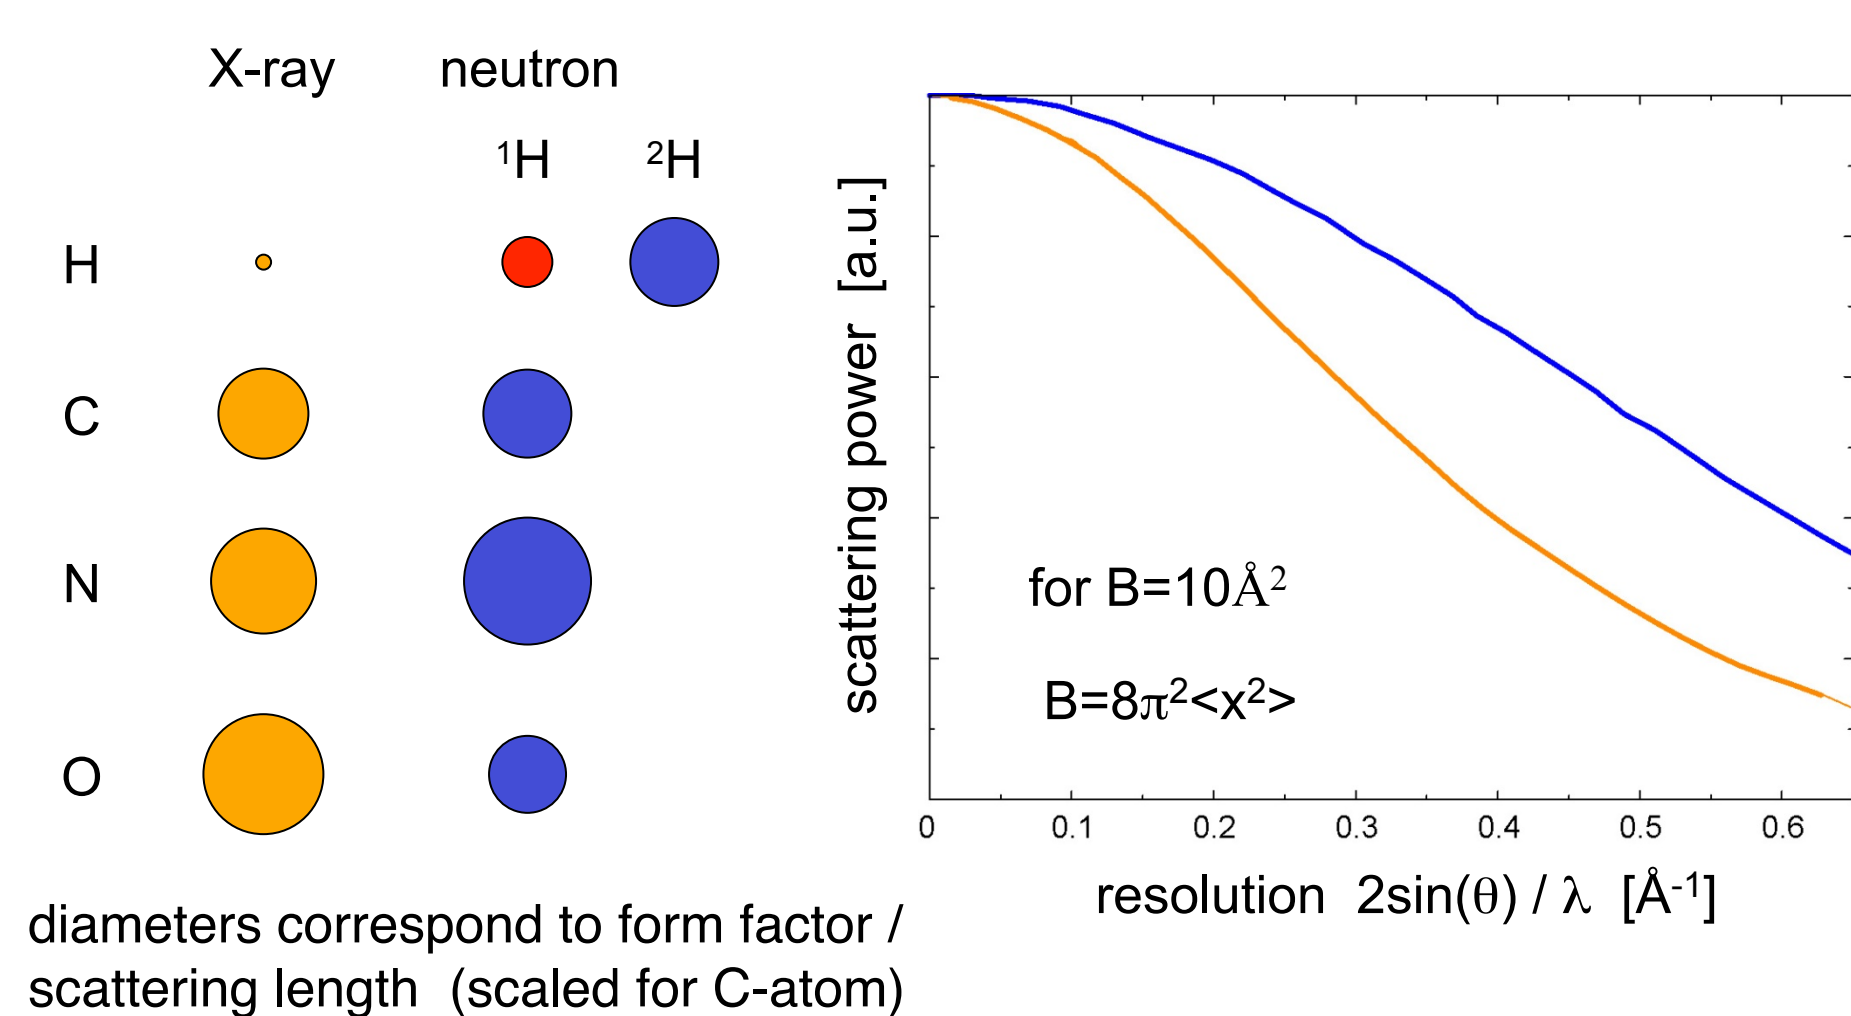 X-ray neutron
¹H ²H
H
C
N
O
diameters correspond to form factor /
scattering length (scaled for C-atom)
scattering power [a.u.]
for B=10Å²
B=8π²<x²>
0 0.1 0.2 0.3 0.4 0.5 0.6
resolution 2sin(θ) / λ [Å⁻¹]